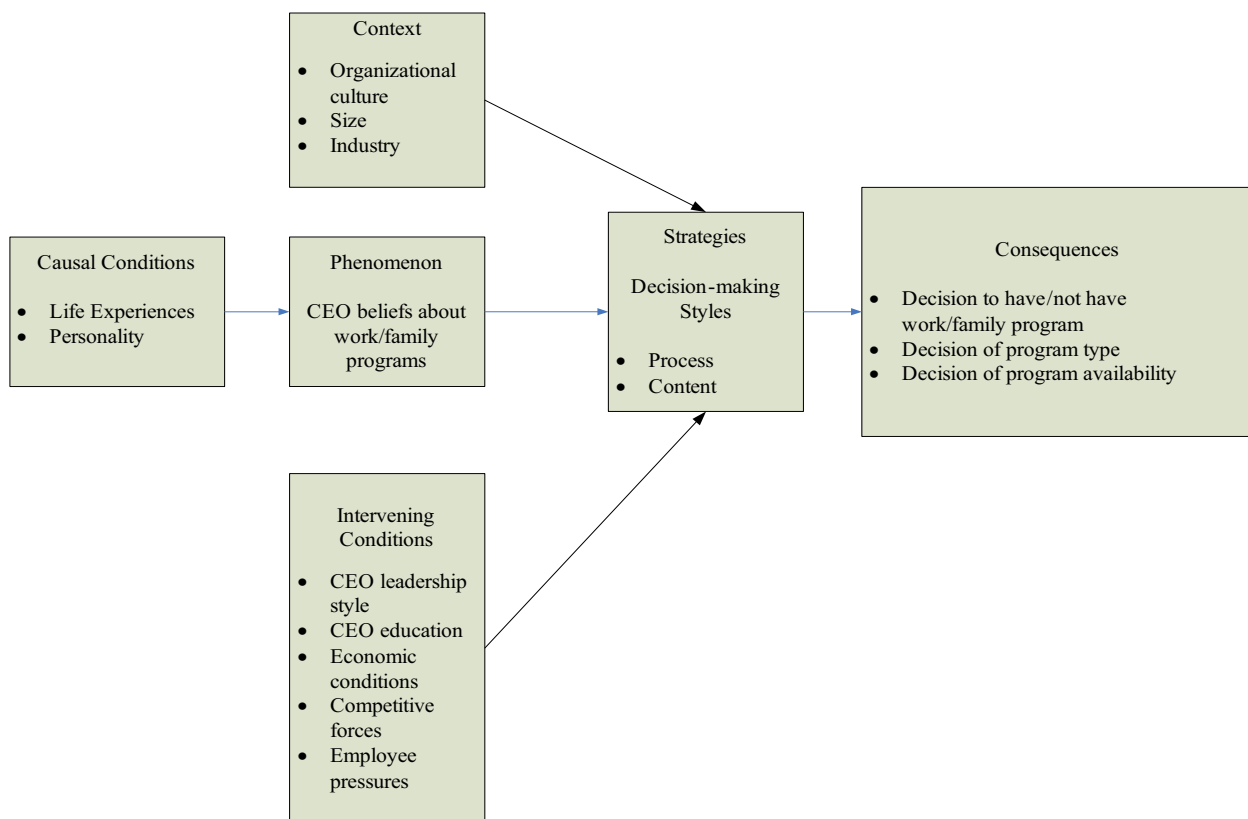 Context
• Organizational
culture
• Size
• Industry
Causal Conditions
• Life Experiences
• Personality
Phenomenon
CEO beliefs about
work/family
programs
Strategies
Decision-making
Styles
• Process
• Content
Consequences
• Decision to have/not have
work/family program
• Decision of program type
• Decision of program availability
Intervening
Conditions
• CEO leadership
style
• CEO education
• Economic
conditions
• Competitive
forces
• Employee
pressures